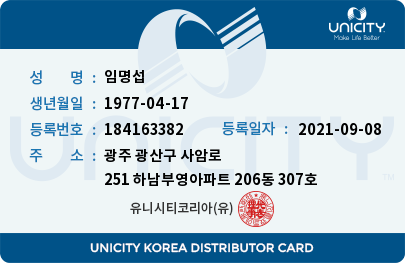 UNICITY
Make Life Better
성 명 : 임명섭
생년월일 : 1977-04-17
등록번호 : 184163382 등록일자 : 2021-09-08
주 소 : 광주 광산구 사암로
251 하남부영아파트 206동 307호
유니시티코리아(유)
UNICITY
UNICITY KOREA DISTRIBUTOR CARD